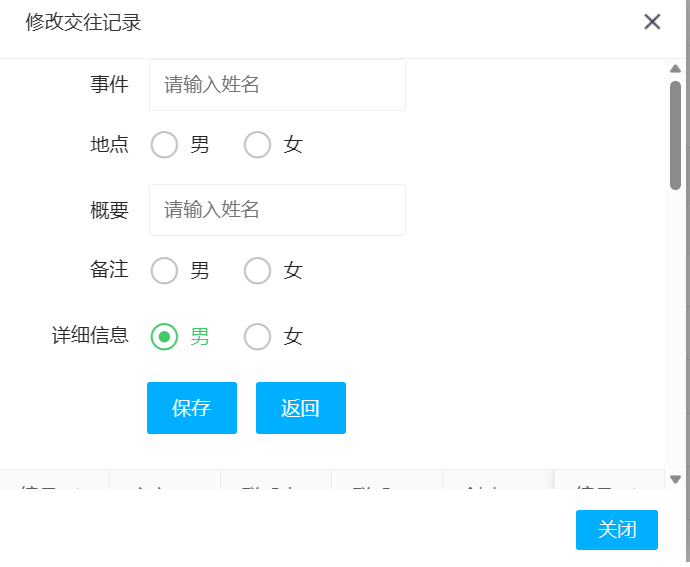 修改交往记录
事件 请输入姓名
地点 男 女
概要 请输入姓名
备注 男 女
详细信息 男 女
保存 返回
关闭